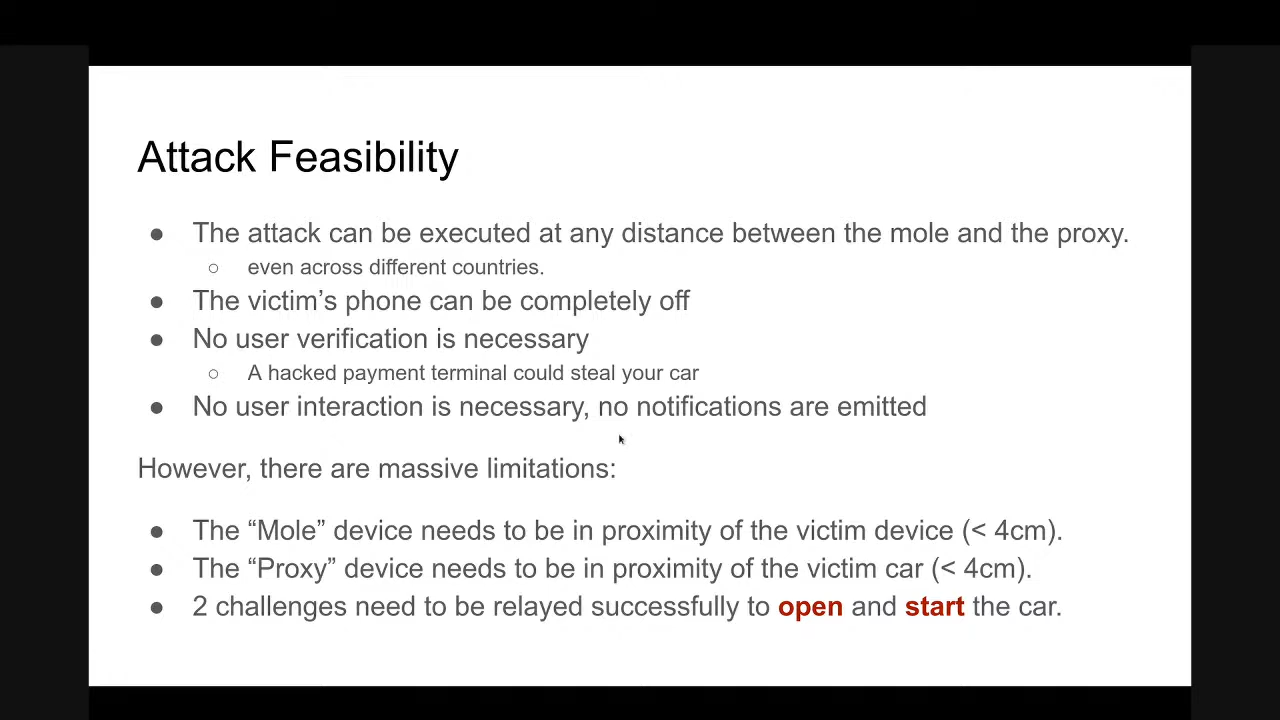 Attack Feasibility
● The attack can be executed at any distance between the mole and the proxy.
○ even across different countries.
● The victim’s phone can be completely off
● No user verification is necessary
○ A hacked payment terminal could steal your car
● No user interaction is necessary, no notifications are emitted
However, there are massive limitations:
● The “Mole” device needs to be in proximity of the victim device (< 4cm).
● The “Proxy” device needs to be in proximity of the victim car (< 4cm).
● 2 challenges need to be relayed successfully to open and start the car.